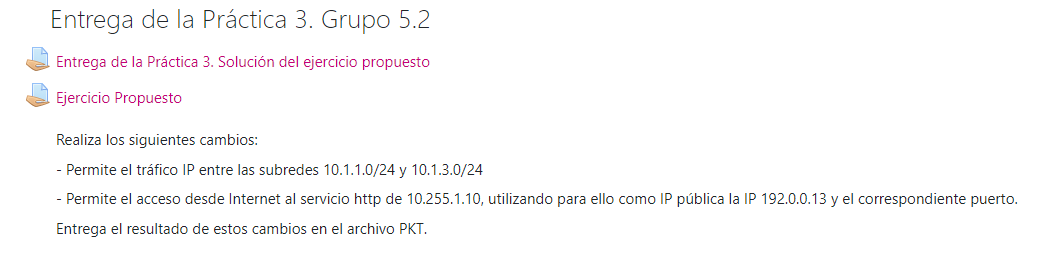 Entrega de la Práctica 3. Grupo 5.2
Entrega de la Práctica 3. Solución del ejercicio propuesto
Ejercicio Propuesto
Realiza los siguientes cambios:
- Permite el tráfico IP entre las subredes 10.1.1.0/24 y 10.1.3.0/24
- Permite el acceso desde Internet al servicio http de 10.255.1.10, utilizando para ello como IP pública la IP 192.0.0.13 y el correspondiente puerto.
Entrega el resultado de estos cambios en el archivo PKT.